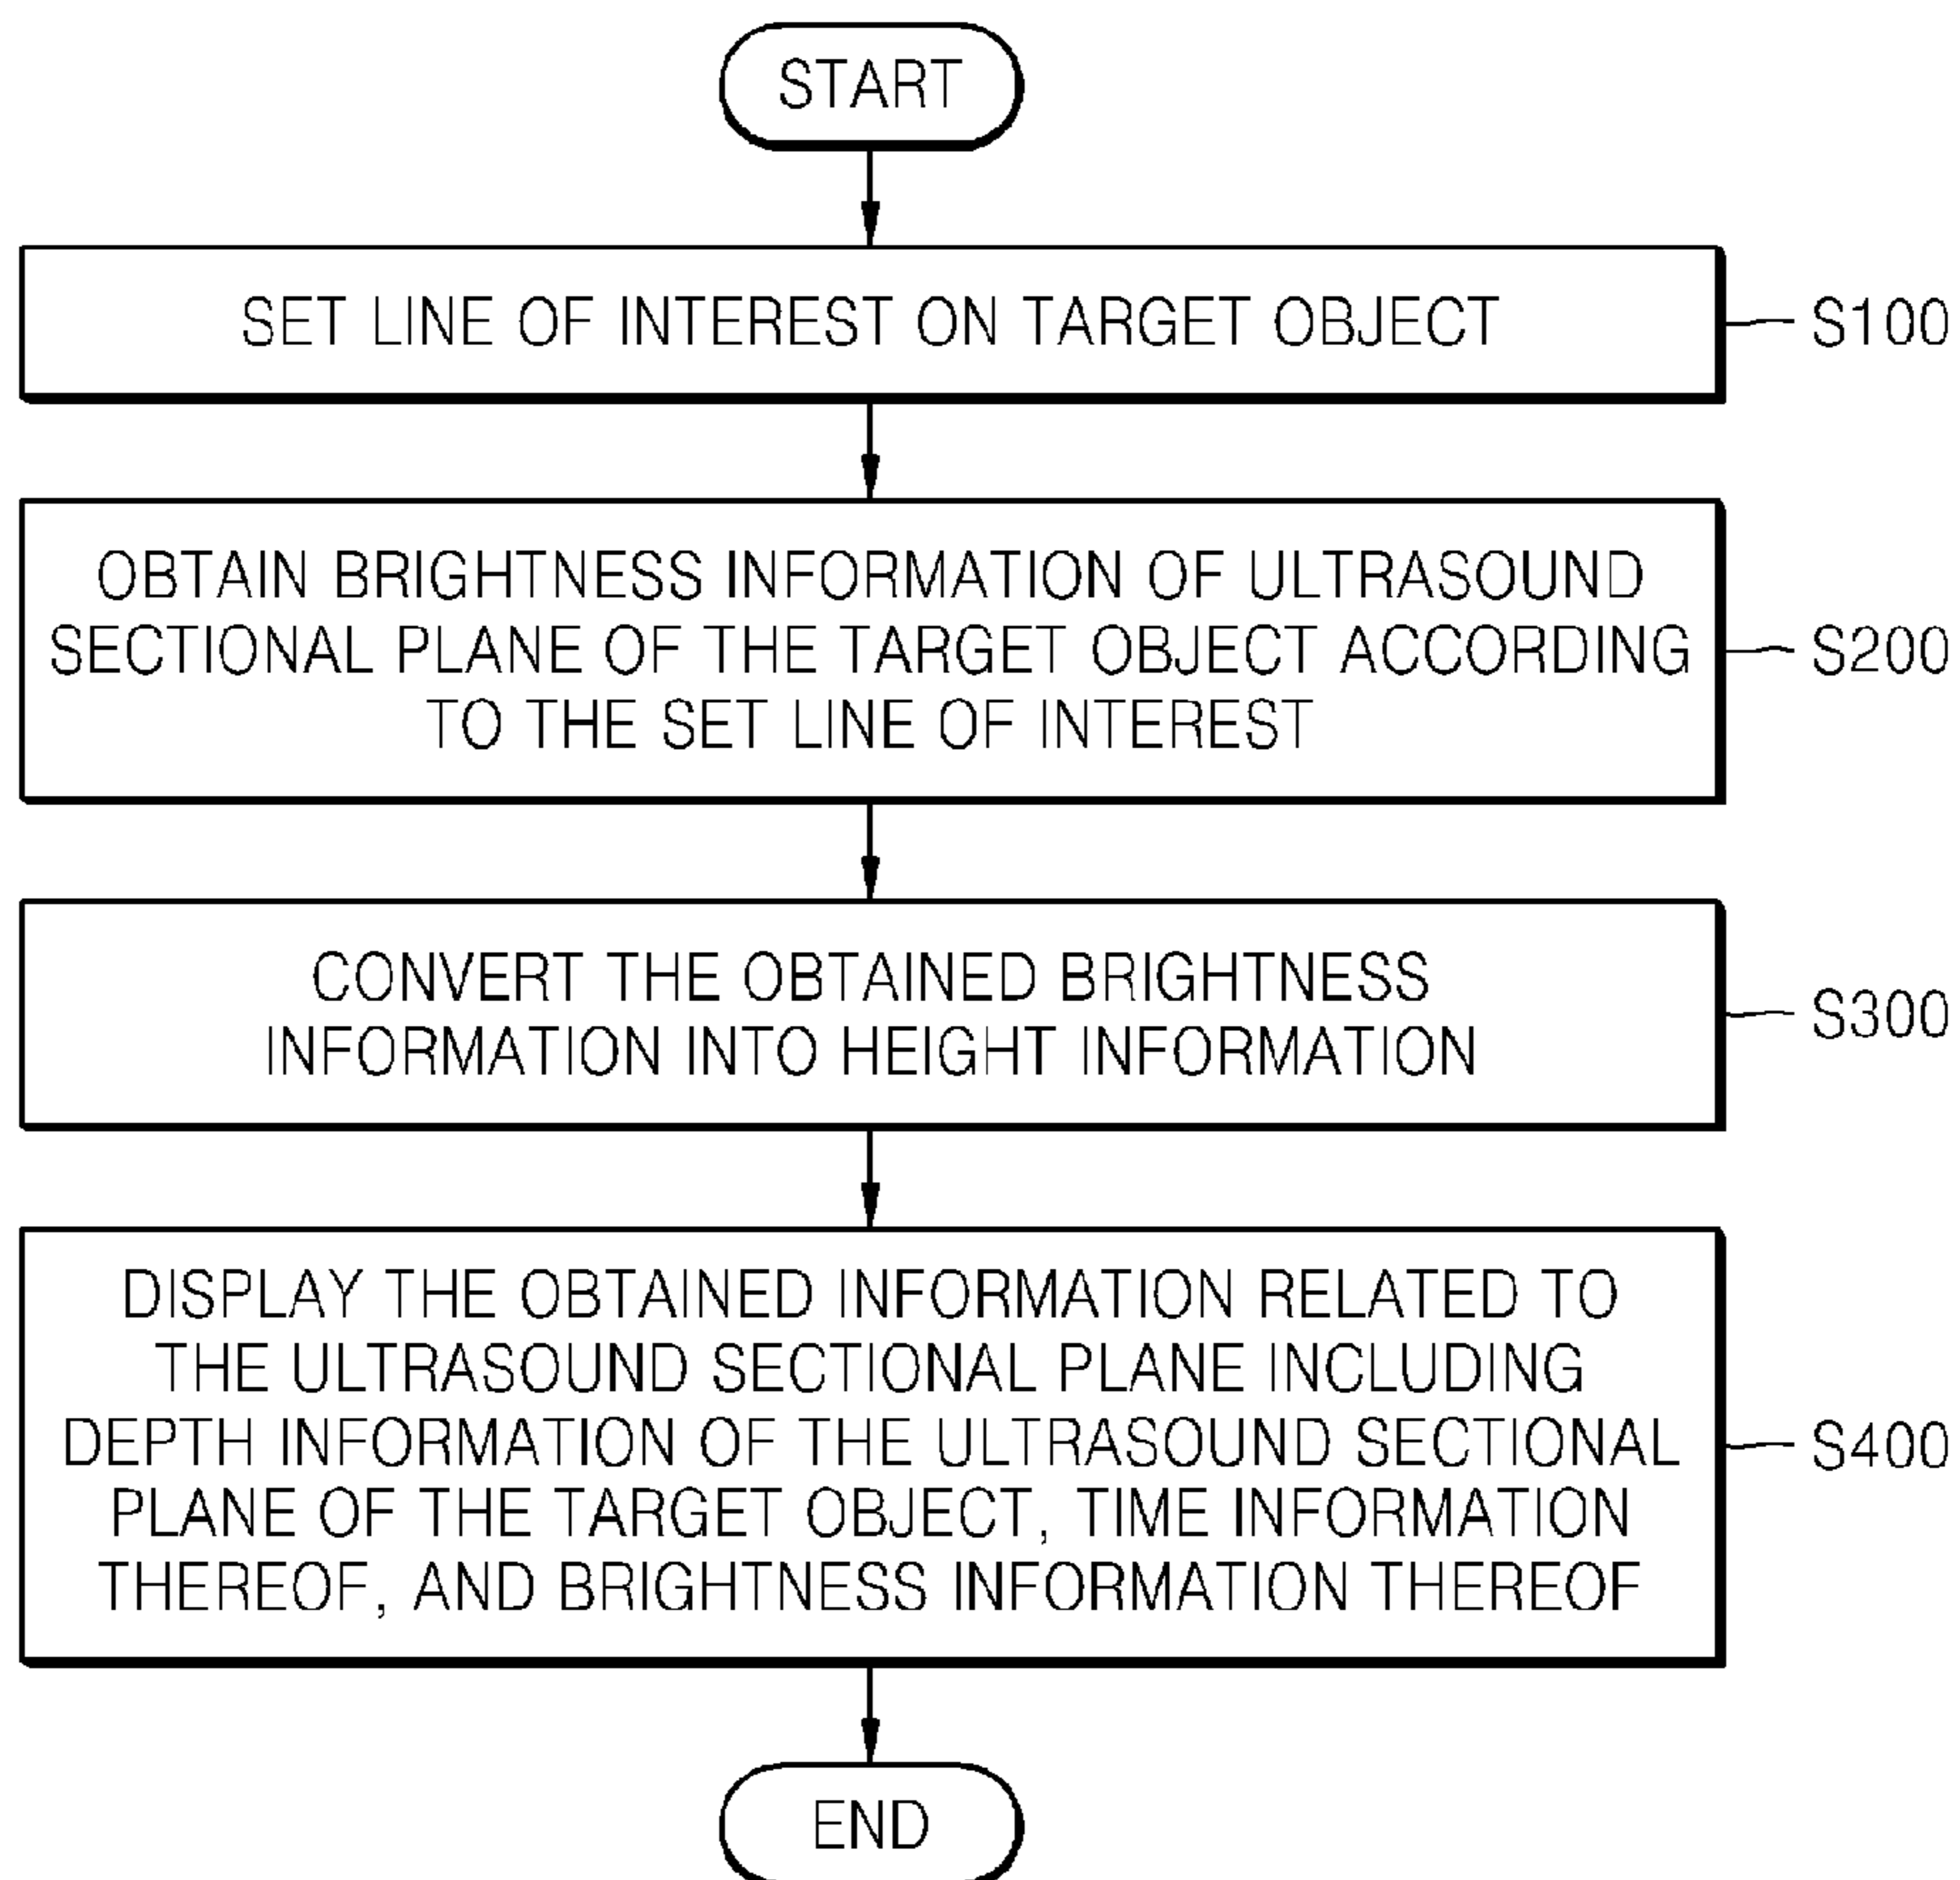 START
SET LINE OF INTEREST ON TARGET OBJECT
S100
OBTAIN BRIGHTNESS INFORMATION OF ULTRASOUND
SECTIONAL PLANE OF THE TARGET OBJECT ACCORDING
TO THE SET LINE OF INTEREST
S200
CONVERT THE OBTAINED BRIGHTNESS
INFORMATION INTO HEIGHT INFORMATION
S300
DISPLAY THE OBTAINED INFORMATION RELATED TO
THE ULTRASOUND SECTIONAL PLANE INCLUDING
DEPTH INFORMATION OF THE ULTRASOUND SECTIONAL
PLANE OF THE TARGET OBJECT, TIME INFORMATION
THEREOF, AND BRIGHTNESS INFORMATION THEREOF
S400
END